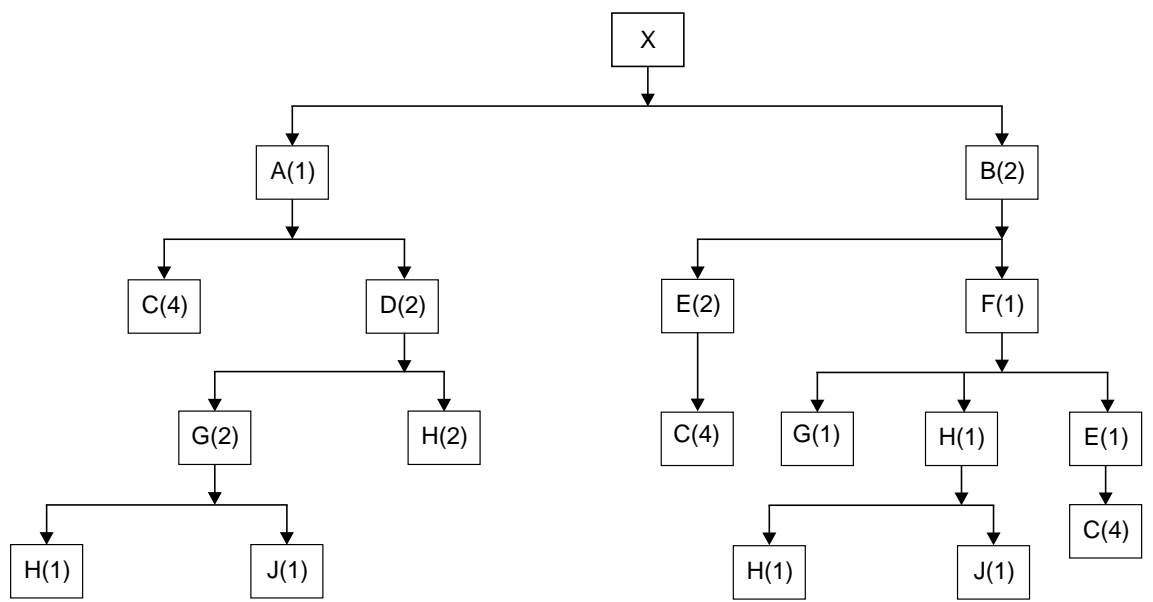 X
A(1)
B(2)
C(4)
D(2)
E(2)
F(1)
G(2)
H(2)
C(4)
G(1)
H(1)
E(1)
C(4)
H(1)
J(1)
H(1)
J(1)